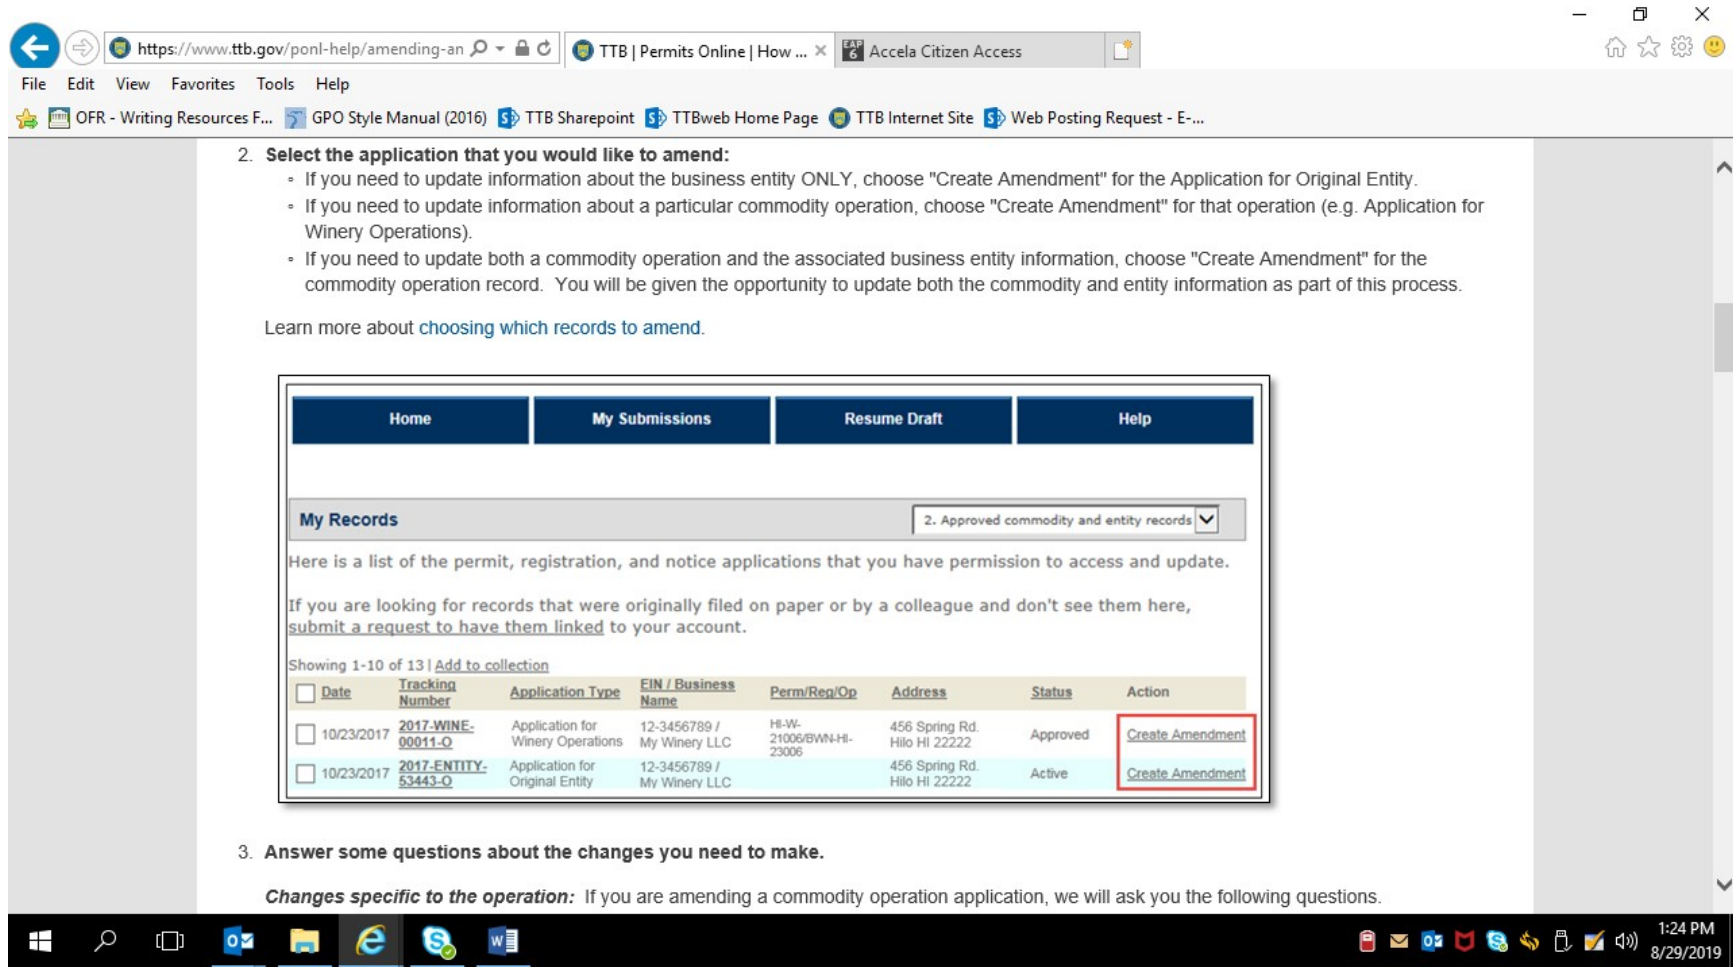 https://www.ttb.gov/ponl-help/amending-an
TTB | Permits Online | How ...
EAP 6 Accela Citizen Access
File Edit View Favorites Tools Help
OFR - Writing Resources F... GPO Style Manual (2016) TTB Sharepoint TTBweb Home Page TTB Internet Site Web Posting Request - E-...
2. Select the application that you would like to amend:
If you need to update information about the business entity ONLY, choose "Create Amendment" for the Application for Original Entity.
If you need to update information about a particular commodity operation, choose "Create Amendment" for that operation (e.g. Application for
Winery Operations).
If you need to update both a commodity operation and the associated business entity information, choose "Create Amendment" for the
commodity operation record. You will be given the opportunity to update both the commodity and entity information as part of this process.
Learn more about choosing which records to amend.
Home My Submissions Resume Draft Help
My Records
2. Approved commodity and entity records
Here is a list of the permit, registration, and notice applications that you have permission to access and update.
If you are looking for records that were originally filed on paper or by a colleague and don't see them here,
submit a request to have them linked to your account.
Showing 1-10 of 13 | Add to collection
Date Tracking Number Application Type EIN / Business Name Perm/Reg/Op Address Status Action
10/23/2017 2017-WINE-00011-O Application for Winery Operations 12-3456789 / My Winery LLC HI-W-21006/BWN-HI-23006 456 Spring Rd. Hilo HI 22222 Approved Create Amendment
10/23/2017 2017-ENTITY-53443-O Application for Original Entity 12-3456789 / My Winery LLC 456 Spring Rd. Hilo HI 22222 Active Create Amendment
3. Answer some questions about the changes you need to make.
Changes specific to the operation: If you are amending a commodity operation application, we will ask you the following questions.
1:24 PM
8/29/2019